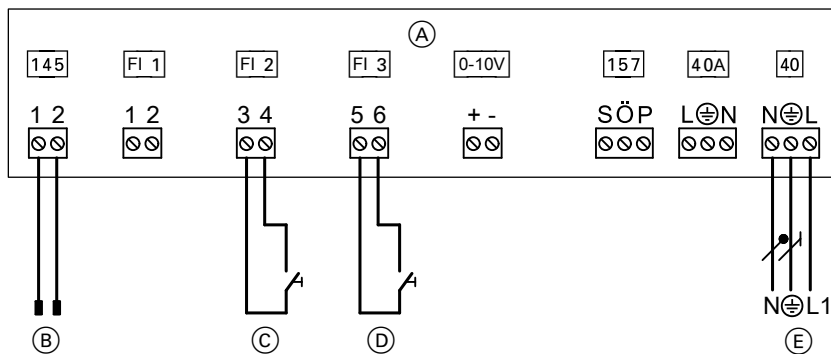 A
145 FI 1 FI 2 FI 3 0-10V 157 40A 40
1 2 1 2 3 4 5 6 + - S Ö P L ⏚ N N ⏚ L
N ⏚ L1
B C D E